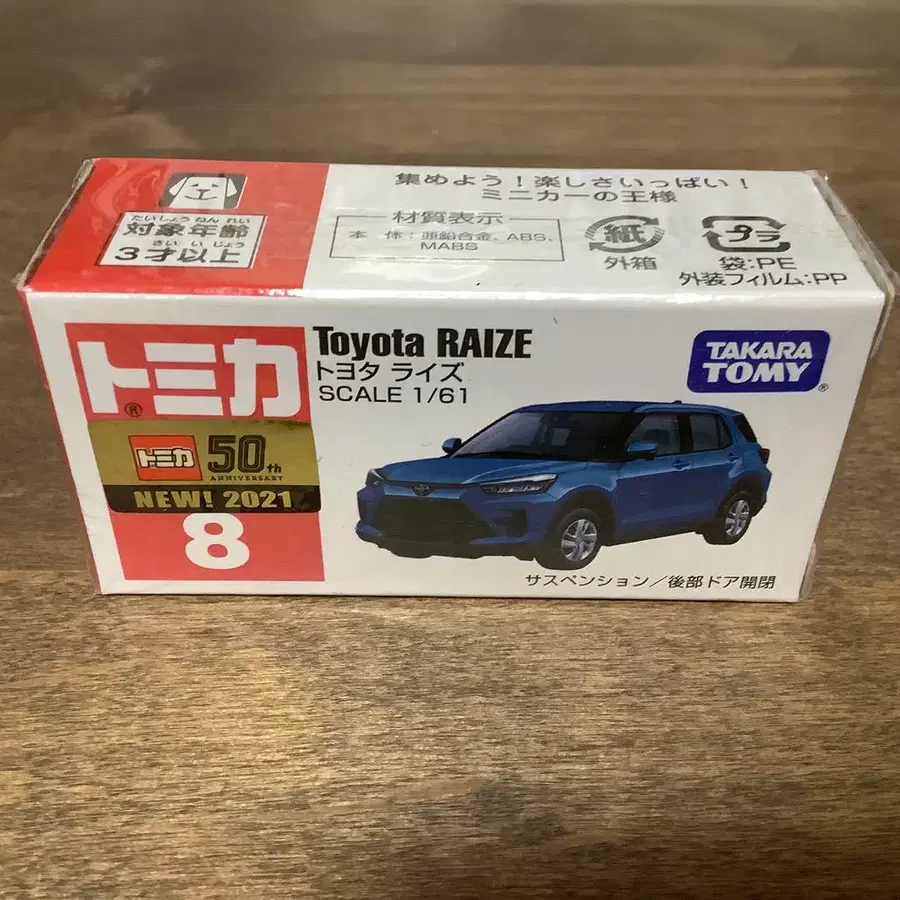 たいしょうねんれい
対象年齢
さいいじょう
3才以上
集めよう！楽しさいっぱい！
ミニカーの王様
材質表示
本　体：亜鉛合金、ABS、
MABS
紙
外箱
プラ
袋:PE
外装フィルム:PP
トミカ
®
トミカ 50th
ANNIVERSARY
NEW! 2021
8
Toyota RAIZE
トヨタ ライズ
SCALE 1/61
TAKARA
TOMY®
サスペンション／後部ドア開閉